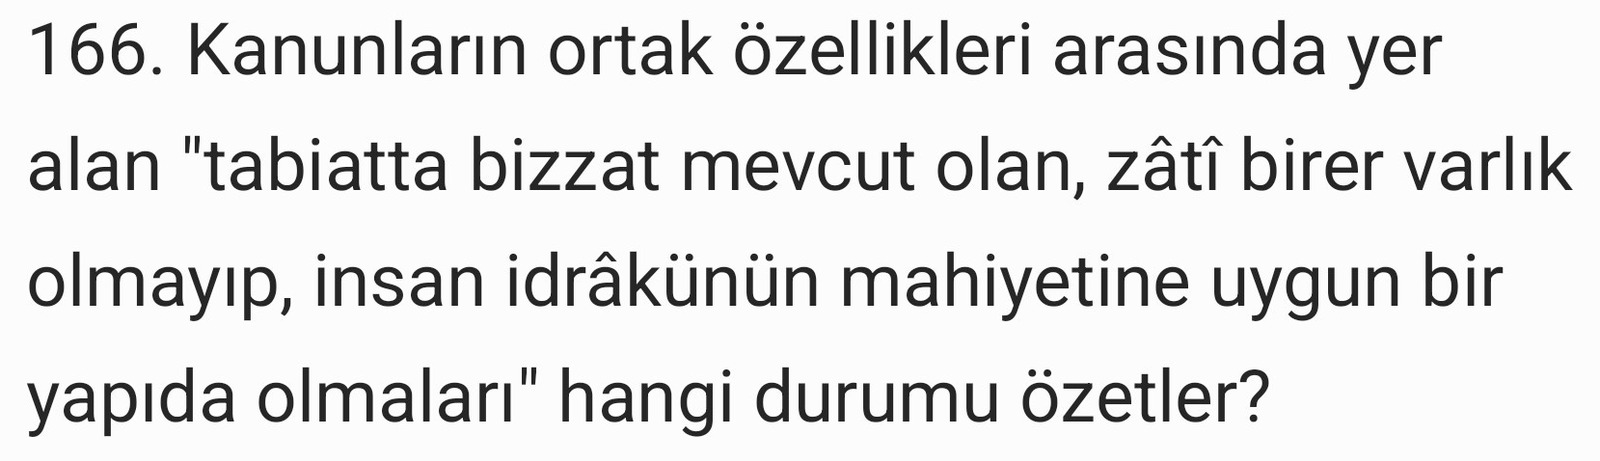 166. Kanunların ortak özellikleri arasında yer
alan "tabiatta bizzat mevcut olan, zâtî birer varlık
olmayıp, insan idrâkünün mahiyetine uygun bir
yapıda olmaları" hangi durumu özetler?